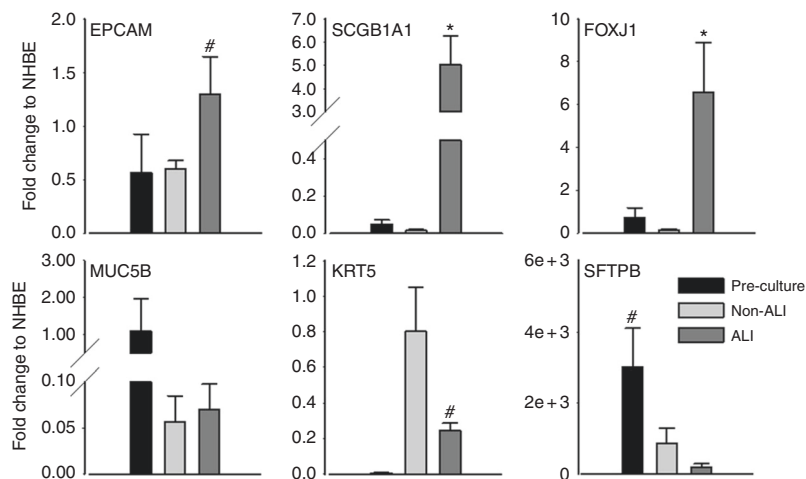 Fold change to NHBE
EPCAM
#
2.0
1.5
1.0
0.5
0.0
SCGB1A1
*
7.0
6.0
5.0
4.0
3.0
0.4
0.2
0.0
FOXJ1
*
10
8
6
4
2
0
Fold change to NHBE
MUC5B
3.00
2.00
1.00
0.10
0.05
0.00
KRT5
#
1.2
1.0
0.8
0.6
0.4
0.2
0.0
SFTPB
#
6e+3
4e+3
2e+3
0
Pre-culture
Non-ALI
ALI